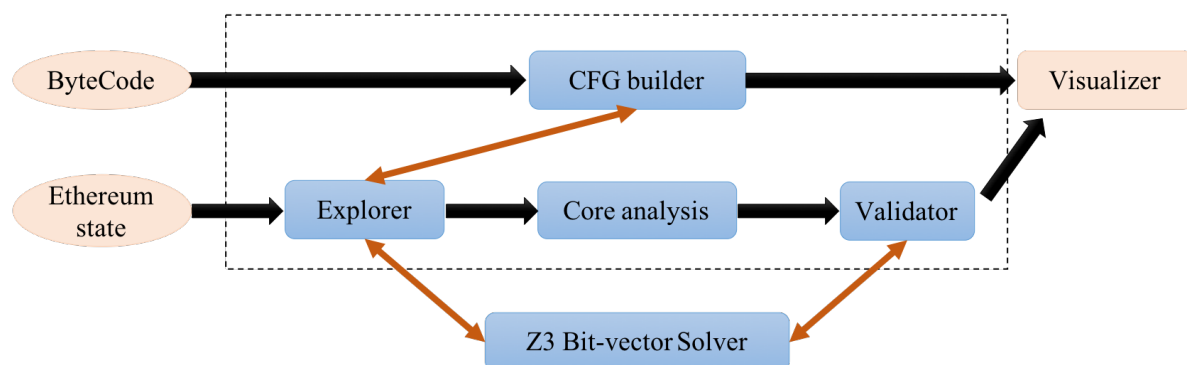 ByteCode
CFG builder
Visualizer
Ethereum
state
Explorer
Core analysis
Validator
Z3 Bit-vector Solver